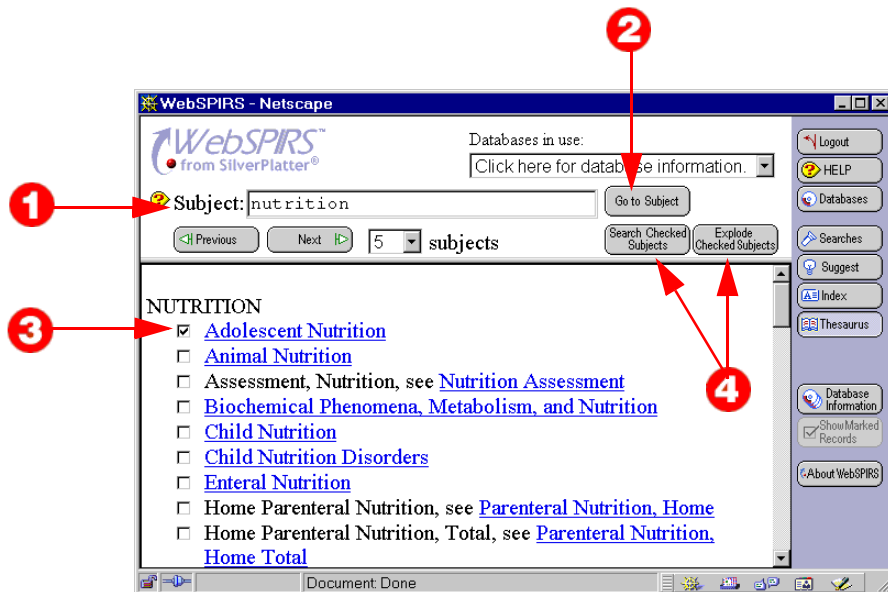 2
WebSPIRS - Netscape
WebSPIRS™
from SilverPlatter®
Databases in use:
Click here for database information.
Logout
HELP
Databases
1
Subject: nutrition
Go to Subject
Previous
Next
5 subjects
Search Checked
Subjects
Explode
Checked Subjects
Searches
Suggest
Index
Thesaurus
NUTRITION
3
Adolescent Nutrition
Animal Nutrition
Assessment, Nutrition, see Nutrition Assessment
Biochemical Phenomena, Metabolism, and Nutrition
Child Nutrition
Child Nutrition Disorders
Enteral Nutrition
Home Parenteral Nutrition, see Parenteral Nutrition, Home
Home Parenteral Nutrition, Total, see Parenteral Nutrition,
Home Total
4
Database
Information
Show Marked
Records
About WebSPIRS
Document: Done